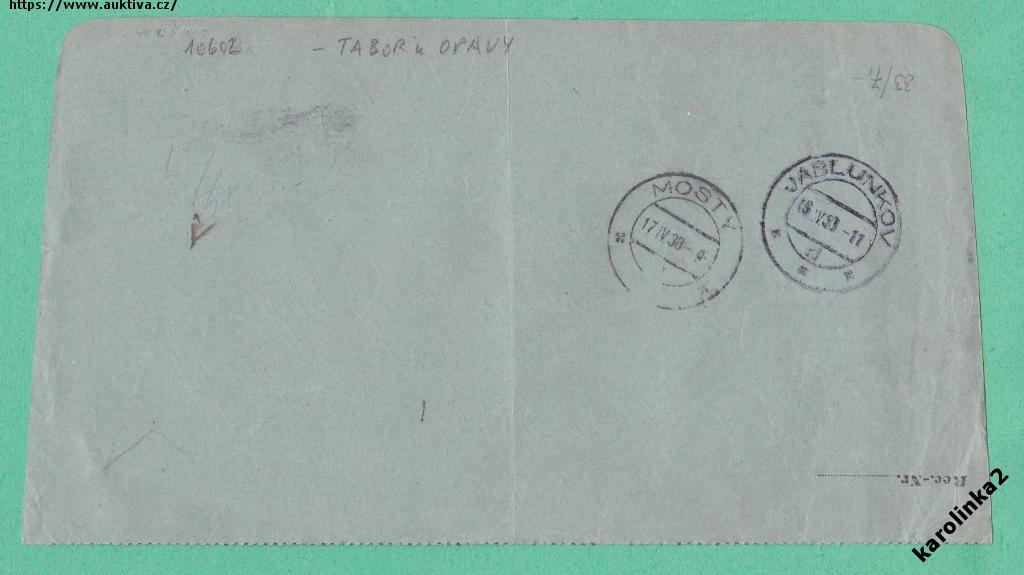 https://www.auktiva.cz/
10602 – TABOR u OPAVY
33/7,-
MOSTY
17 IV 30 - 9
JABLUNKOV
16. IV 30 -11
d
Rec.-Nr.
karolinka2